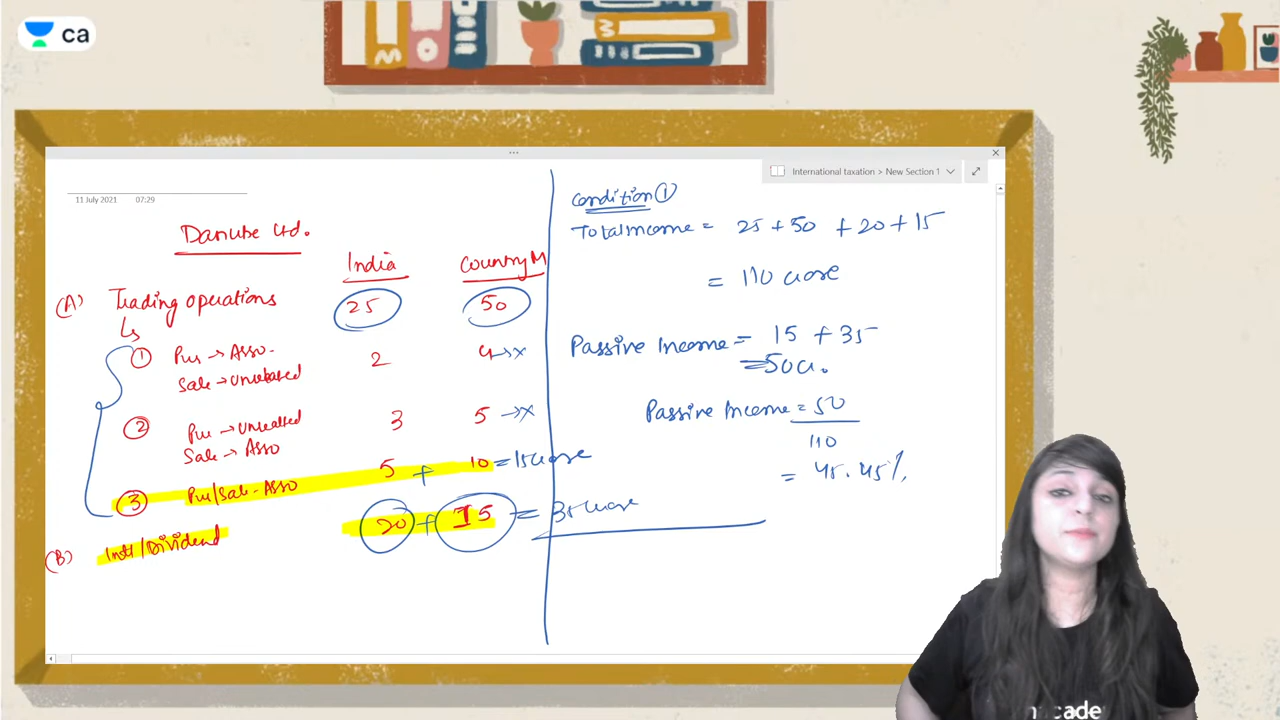 ca
International taxation > New Section 1
11 July 2021 07:29
Danube Ltd.
India Country M
(A) Trading operations 25 50
① Pur → Asso. 2 4 → x
Sale → Unrelated
② Pur → Unrelated 3 5 → x
Sale → Asso
③ Pur/Sale - Asso 5 + 10 = 15 crore
(B) Intt/Dividend 20 + 15 = 35 crore
Condition ①
Total Income = 25 + 50 + 20 + 15
= 110 crore
Passive Income = 15 + 35
= 50 cr.
Passive Income = 50
110
= 45.45%